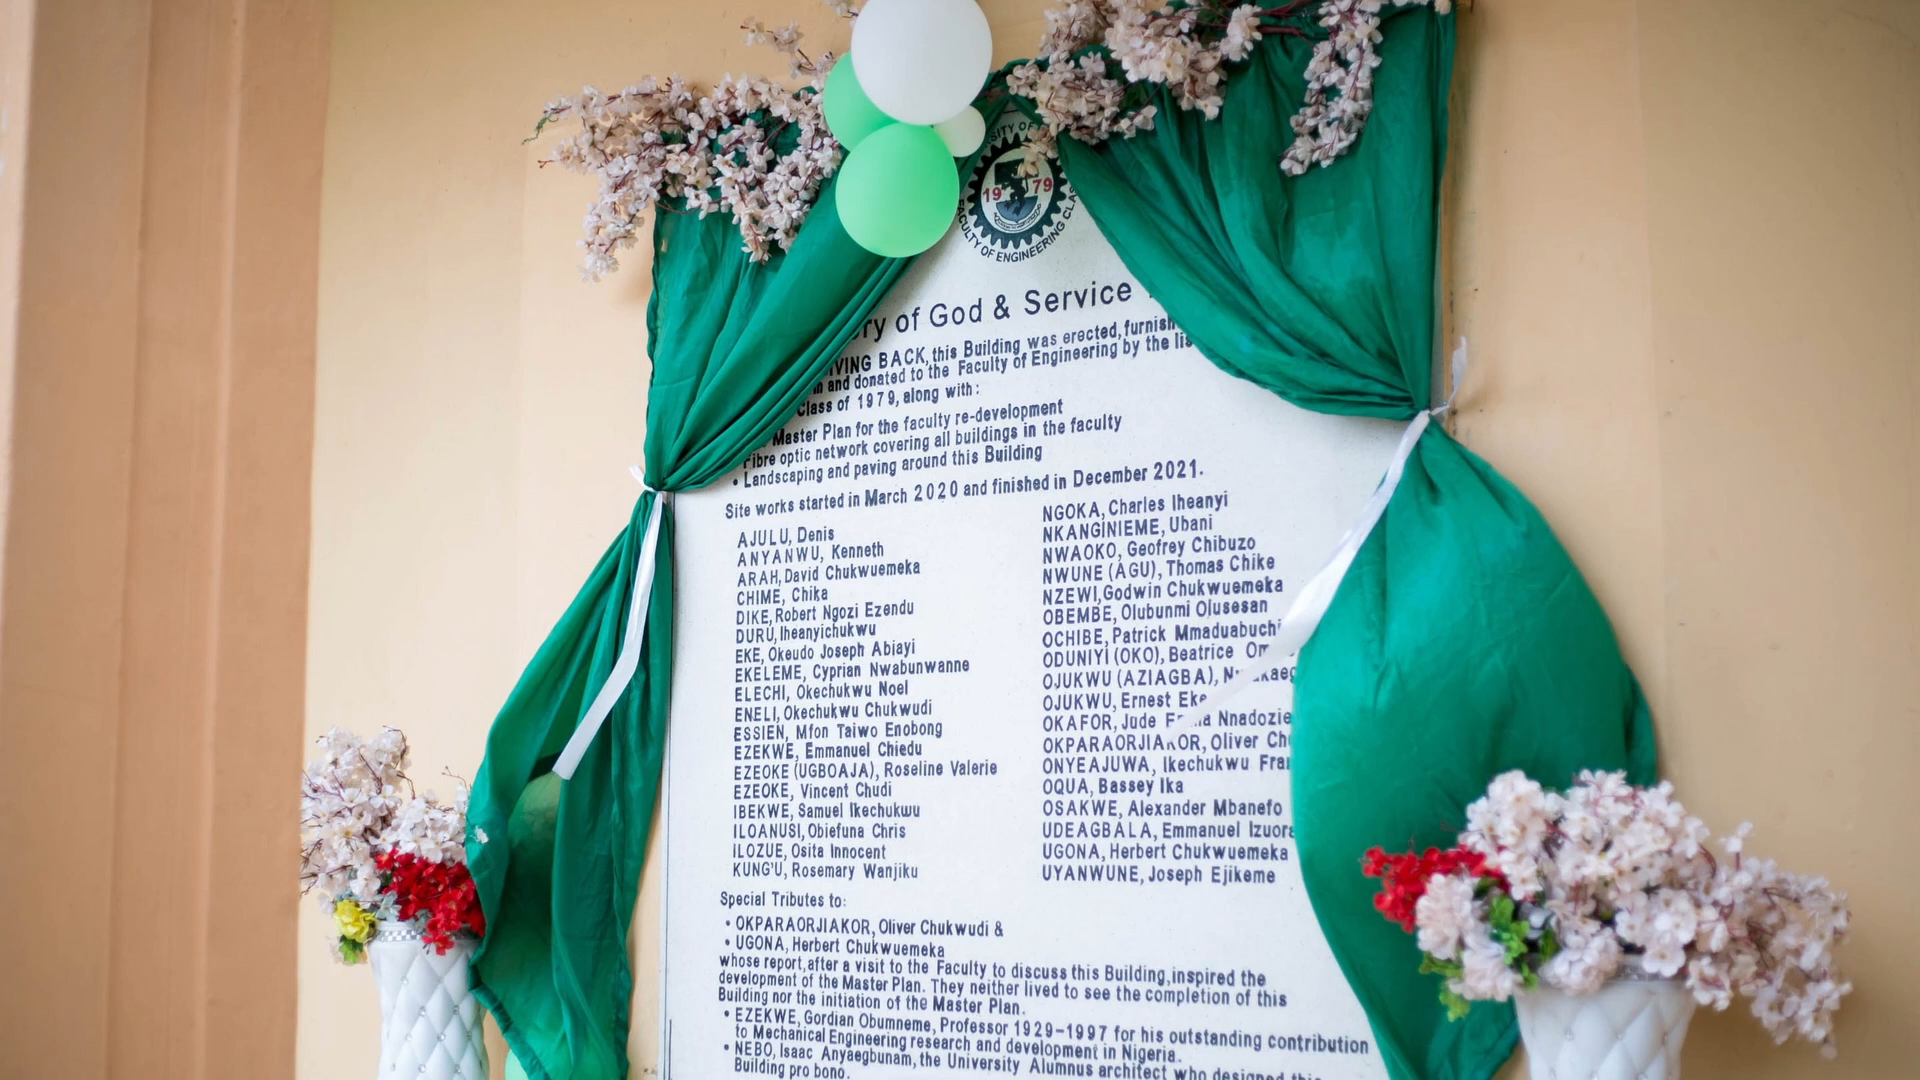 SITY OF
1979
FACULTY OF ENGINEERING CLAS
ry of God & Service
IVING BACK, this Building was erected, furnish
and donated to the Faculty of Engineering by the lis
Class of 1979, along with:
Master Plan for the faculty re-development
Fibre optic network covering all buildings in the faculty
• Landscaping and paving around this Building
Site works started in March 2020 and finished in December 2021.
AJULU, Denis
ANYANWU, Kenneth
ARAH, David Chukwuemeka
CHIME, Chika
DIKE, Robert Ngozi Ezendu
DURU, Iheanyichukwu
EKE, Okeudo Joseph Abiayi
EKELEME, Cyprian Nwabunwanne
ELECHI, Okechukwu Noel
ENELI, Okechukwu Chukwudi
ESSIEN, Mfon Taiwo Enobong
EZEKWE, Emmanuel Chiedu
EZEOKE (UGBOAJA), Roseline Valerie
EZEOKE, Vincent Chudi
IBEKWE, Samuel Ikechukwu
ILOANUSI, Obiefuna Chris
ILOZUE, Osita Innocent
KUNG'U, Rosemary Wanjiku
NGOKA, Charles Iheanyi
NKANGINIEME, Ubani
NWAOKO, Geofrey Chibuzo
NWUNE (AGU), Thomas Chike
NZEWI, Godwin Chukwuemeka
OBEMBE, Olubunmi Olusesan
OCHIBE, Patrick Mmaduabuchi
ODUNIYI (OKO), Beatrice
OJUKWU (AZIAGBA),
OJUKWU, Ernest Eke
OKAFOR, Jude Nnadozie
OKPARAORJIAKOR, Oliver Ch
ONYEAJUWA, Ikechukwu Fra
OQUA, Bassey Ika
OSAKWE, Alexander Mbanefo
UDEAGBALA, Emmanuel Izuora
UGONA, Herbert Chukwuemeka
UYANWUNE, Joseph Ejikeme
Special Tributes to:
• OKPARAORJIAKOR, Oliver Chukwudi &
• UGONA, Herbert Chukwuemeka
whose report, after a visit to the Faculty to discuss this Building, inspired the
development of the Master Plan. They neither lived to see the completion of this
Building nor the initiation of the Master Plan.
• EZEKWE, Gordian Obumneme, Professor 1929-1997 for his outstanding contribution
to Mechanical Engineering research and development in Nigeria.
• NEBO, Isaac Anyaegbunam, the University Alumnus architect who designed this
Building pro bono.